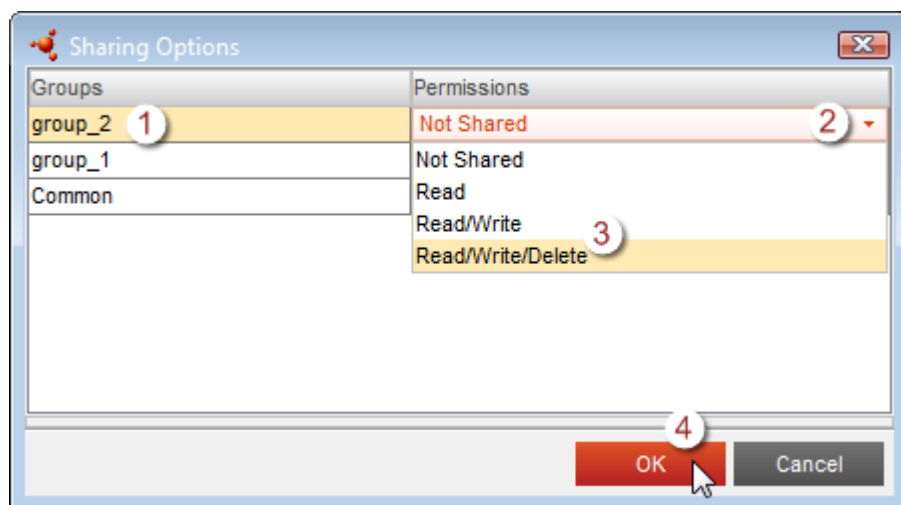 Sharing Options
Groups Permissions
group_2 1 Not Shared 2
group_1 Not Shared
Common Read
Read/Write
3
Read/Write/Delete
4
OK Cancel